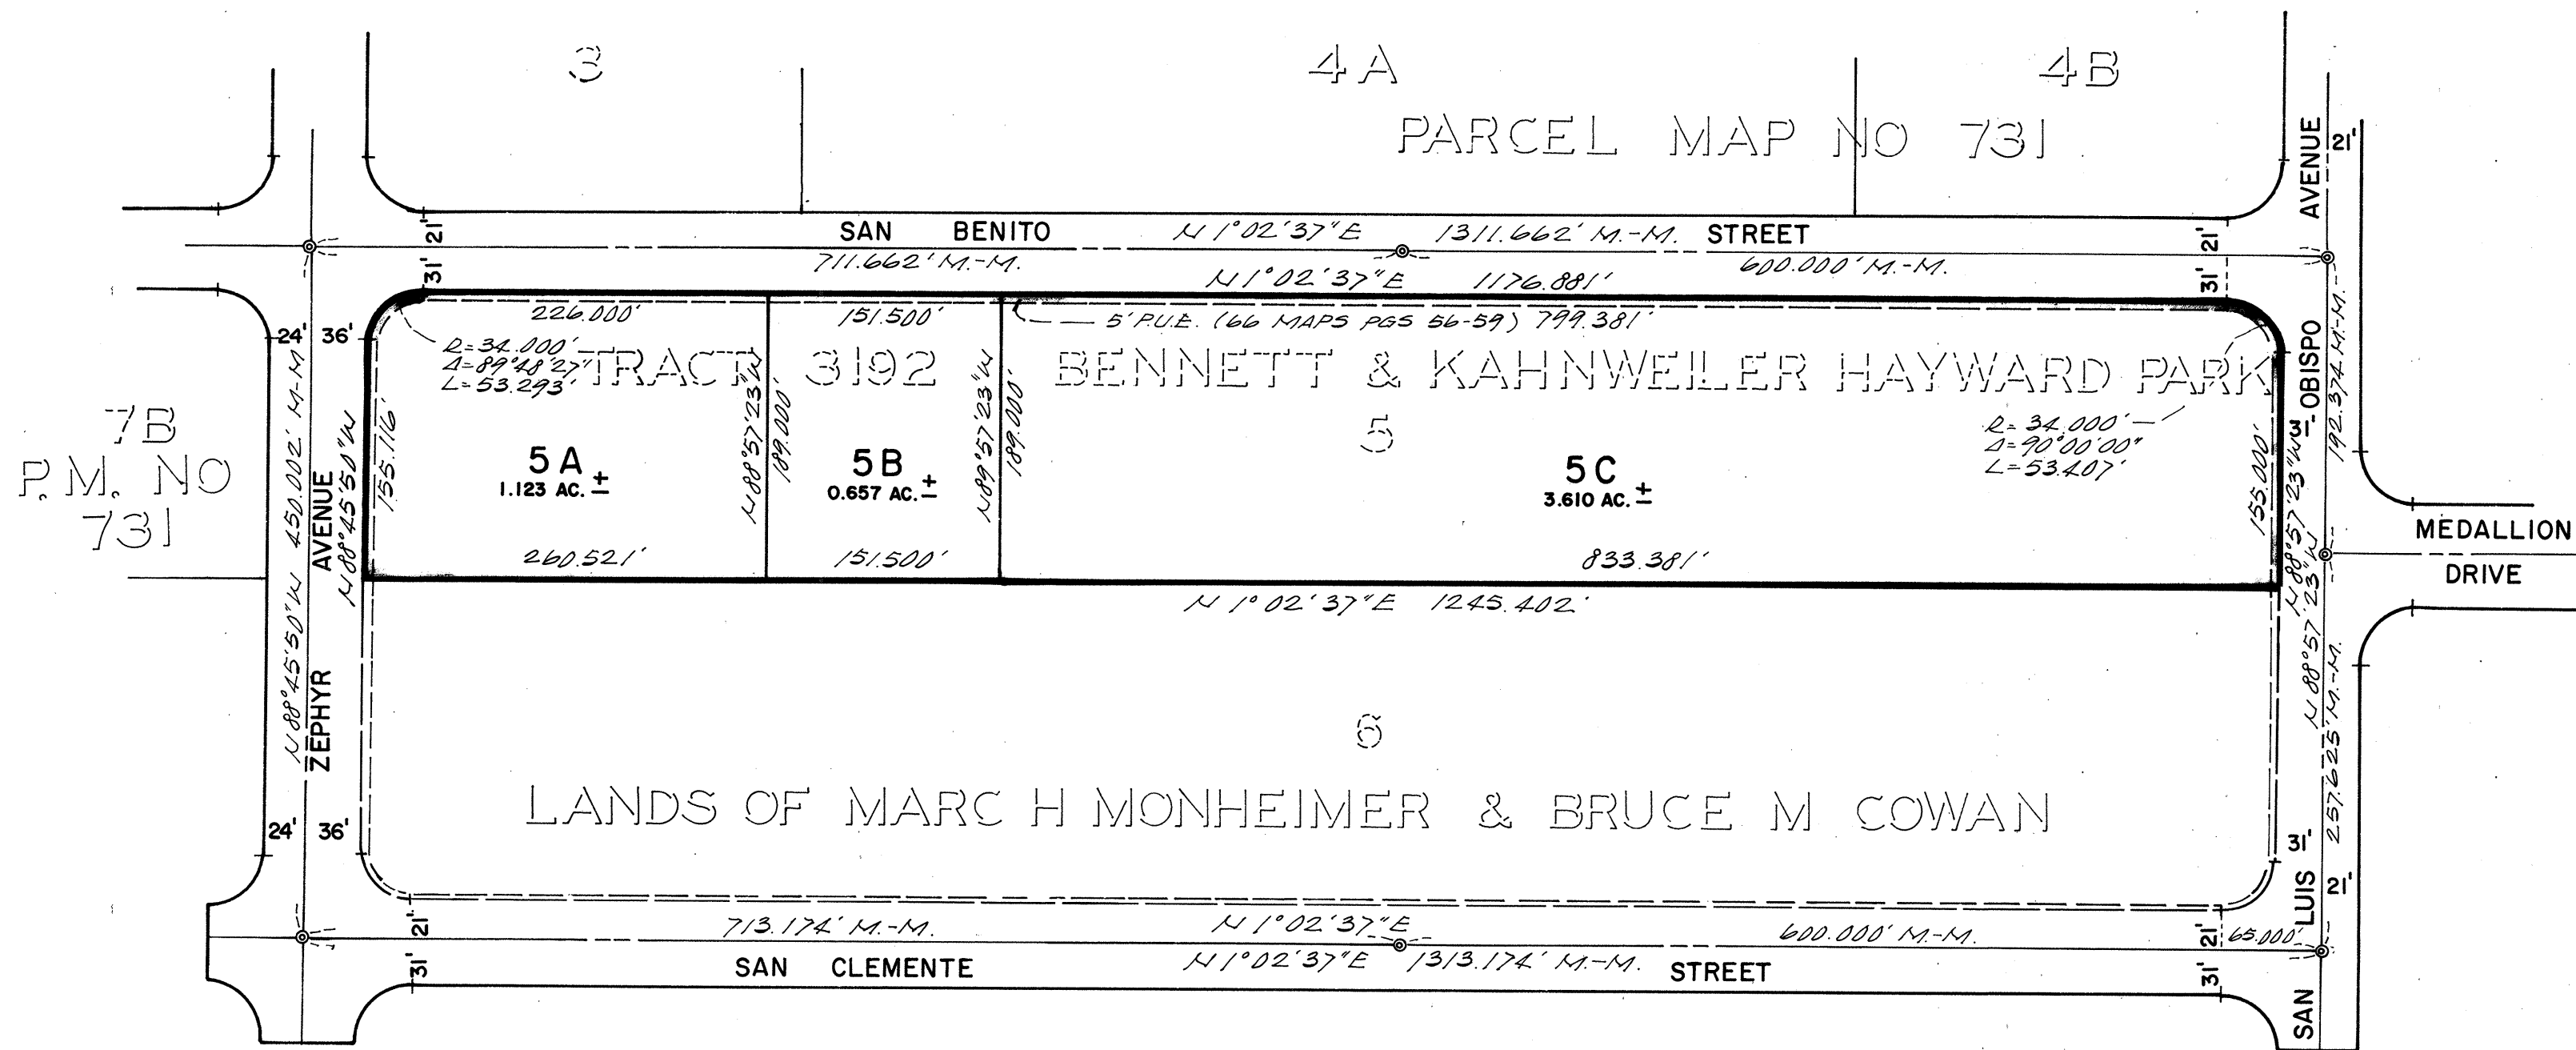 3
4A
4B
PARCEL MAP NO 731
SAN BENITO STREET
N 1°02'37"E 1311.662' M.-M.
711.662' M.-M.
600.000' M.-M.
N 1°02'37"E 1176.881'
21'
31'
21'
31'
AVENUE
21'
226.000'
151.500'
5' P.U.E. (66 MAPS PGS 56-59) 799.381'
24' 36'
R=34.000'
Δ=89°48'27"
L=53.293'
TRACT 3192 BENNETT & KAHNWEILER HAYWARD PARK
5
7B
P.M. NO
731
N88°45'50"W 450.002' M-M
ZEPHYR AVENUE
N88°45'50"W
155.116'
5A
1.123 AC. ±
N88°57'23"W
189.000'
5B
0.657 AC. ±
N89°57'23"W
189.000'
5C
3.610 AC. ±
R=34.000'
Δ=90°00'00"
L=53.407'
155.000'
N88°57'23"W
31'
OBISPO
192.374 M.-M.
MEDALLION
DRIVE
260.521'
151.500'
833.381'
N 1°02'37"E 1245.402'
N88°57'23"W
257.625' M.-M.
6
LANDS OF MARC H MONHEIMER & BRUCE M COWAN
24' 36'
31'
21'
SAN LUIS
21'
31'
713.174' M.-M.
N 1°02'37"E
600.000' M.-M.
21'
65.000'
31'
SAN CLEMENTE STREET
N 1°02'37"E 1313.174' M.-M.